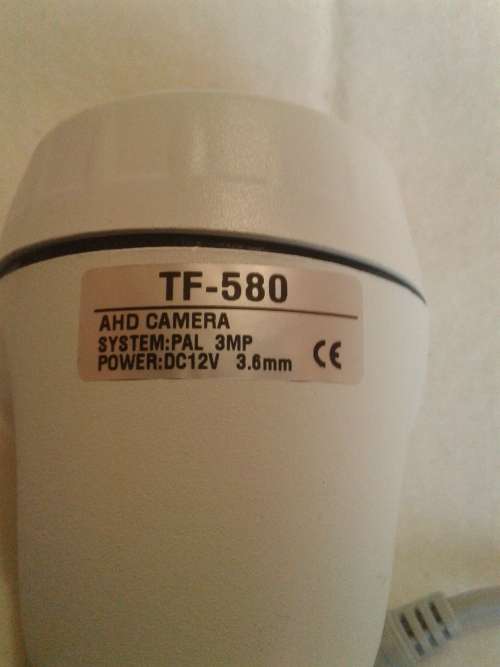 TF-580
AHD CAMERA
SYSTEM:PAL 3MP
POWER:DC12V 3.6mm CE